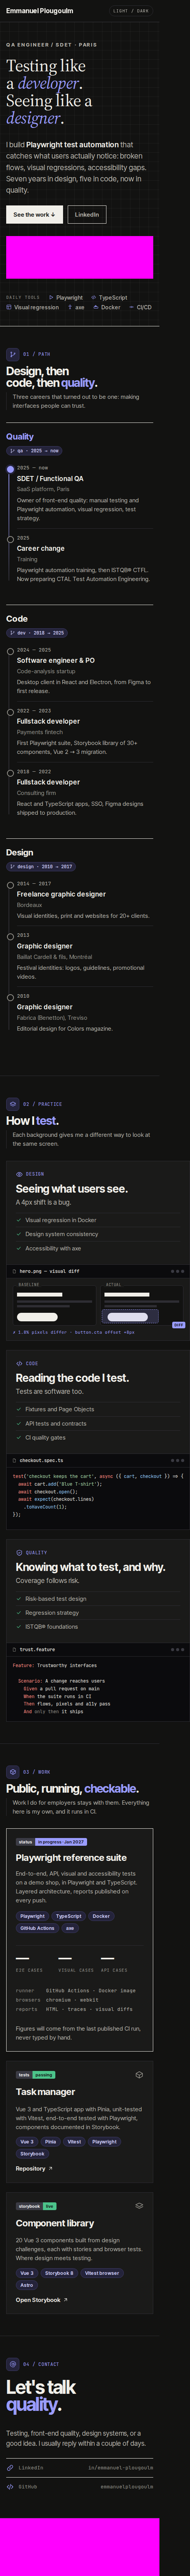 Emmanuel Plougoulm
LIGHT / DARK
QA ENGINEER / SDET · PARIS
Testing like
a developer.
Seeing like a
designer.
I build Playwright test automation that
catches what users actually notice: broken
flows, visual regressions, accessibility gaps.
Seven years in design, five in code, now in
quality.
See the work ↓
LinkedIn
DAILY TOOLS
Playwright
TypeScript
Visual regression
axe
Docker
CI/CD
01 / PATH
Design, then
code, then quality.
Three careers that turned out to be one: making
interfaces people can trust.
Quality
qa · 2025 → now
2025 — now
SDET / Functional QA
SaaS platform, Paris
Owner of front-end quality: manual testing and
Playwright automation, visual regression, test
strategy.
2025
Career change
Training
Playwright automation training, then ISTQB® CTFL.
Now preparing CTAL Test Automation Engineering.
Code
dev · 2018 → 2025
2024 — 2025
Software engineer & PO
Code-analysis startup
Desktop client in React and Electron, from Figma to
first release.
2022 — 2023
Fullstack developer
Payments fintech
First Playwright suite, Storybook library of 30+
components, Vue 2 → 3 migration.
2018 — 2022
Fullstack developer
Consulting firm
React and TypeScript apps, SSO, Figma designs
shipped to production.
Design
design · 2010 → 2017
2014 — 2017
Freelance graphic designer
Bordeaux
Visual identities, print and websites for 20+ clients.
2013
Graphic designer
Baillat Cardell & fils, Montréal
Festival identities: logos, guidelines, promotional
videos.
2010
Graphic designer
Fabrica (Benetton), Treviso
Editorial design for Colors magazine.
02 / PRACTICE
How I test.
Each background gives me a different way to look at
the same screen.
DESIGN
Seeing what users see.
A 4px shift is a bug.
✓ Visual regression in Docker
✓ Design system consistency
✓ Accessibility with axe
hero.png — visual diff
BASELINE
ACTUAL
DIFF
≠ 1.8% pixels differ · button.cta offset +4px
CODE
Reading the code I test.
Tests are software too.
✓ Fixtures and Page Objects
✓ API tests and contracts
✓ CI quality gates
checkout.spec.ts
test('checkout keeps the cart', async ({ cart, checkout }) => {
await cart.add('Blue T-shirt');
await checkout.open();
await expect(checkout.lines)
.toHaveCount(1);
});
QUALITY
Knowing what to test, and why.
Coverage follows risk.
✓ Risk-based test design
✓ Regression strategy
✓ ISTQB® foundations
trust.feature
Feature: Trustworthy interfaces
Scenario: A change reaches users
Given a pull request on main
When the suite runs in CI
Then flows, pixels and a11y pass
And only then it ships
03 / WORK
Public, running, checkable.
Work I do for employers stays with them. Everything
here is my own, and it runs in CI.
status in progress · Jan 2027
Playwright reference suite
End-to-end, API, visual and accessibility tests
on a demo shop, in Playwright and TypeScript.
Layered architecture, reports published on
every push.
Playwright
TypeScript
Docker
GitHub Actions
axe
— — —
E2E CASES
VISUAL CASES
API CASES
runner GitHub Actions · Docker image
browsers chromium · webkit
reports HTML · traces · visual diffs
Figures will come from the last published CI run,
never typed by hand.
tests passing
Task manager
Vue 3 and TypeScript app with Pinia, unit-tested
with Vitest, end-to-end tested with Playwright,
components documented in Storybook.
Vue 3
Pinia
Vitest
Playwright
Storybook
Repository ↗
storybook live
Component library
20 Vue 3 components built from design
challenges, each with stories and browser tests.
Where design meets testing.
Vue 3
Storybook 8
Vitest browser
Astro
Open Storybook ↗
04 / CONTACT
Let's talk
quality.
Testing, front-end quality, design systems, or a
good idea. I usually reply within a couple of days.
LinkedIn
in/emmanuel-plougoulm
GitHub
emmanuelplougoulm